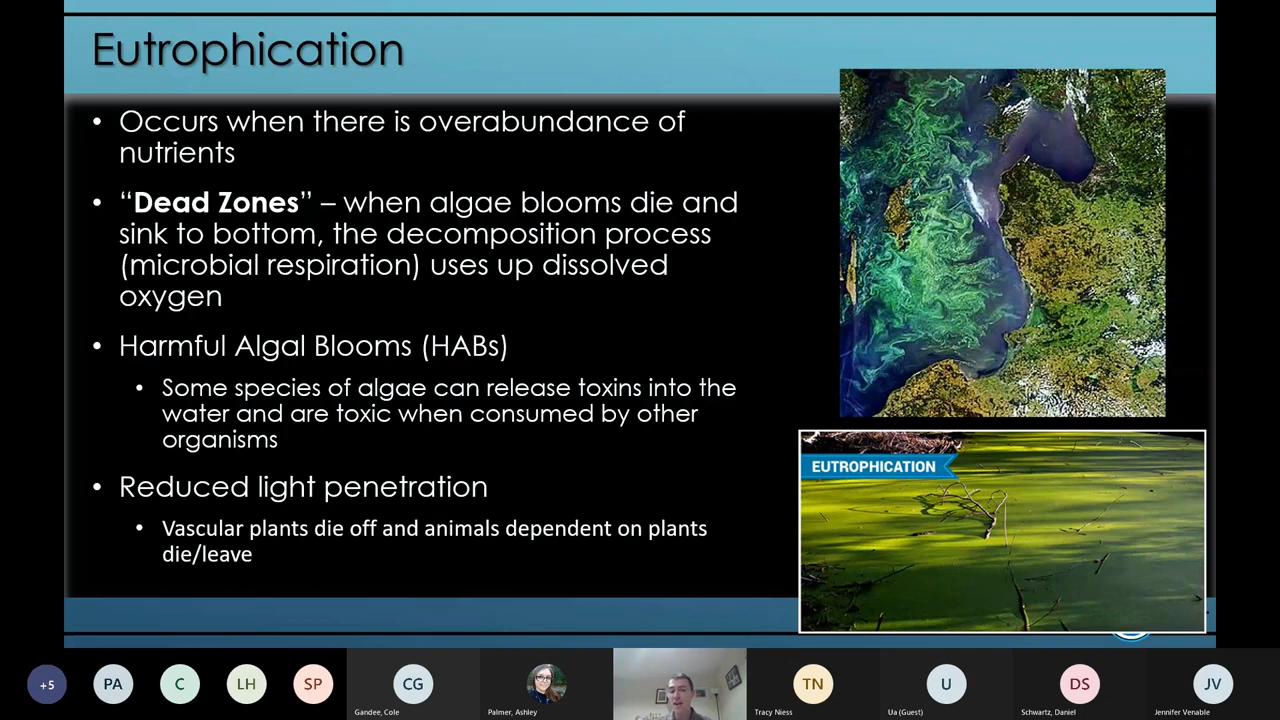 Eutrophication
• Occurs when there is overabundance of
nutrients
• “Dead Zones” – when algae blooms die and
sink to bottom, the decomposition process
(microbial respiration) uses up dissolved
oxygen
• Harmful Algal Blooms (HABs)
• Some species of algae can release toxins into the
water and are toxic when consumed by other
organisms
• Reduced light penetration
• Vascular plants die off and animals dependent on plants
die/leave
EUTROPHICATION
+5
PA
C
LH
SP
CG
TN
U
DS
JV
Gandee, Cole
Palmer, Ashley
Tracy Niess
Ua (Guest)
Schwartz, Daniel
Jennifer Venable